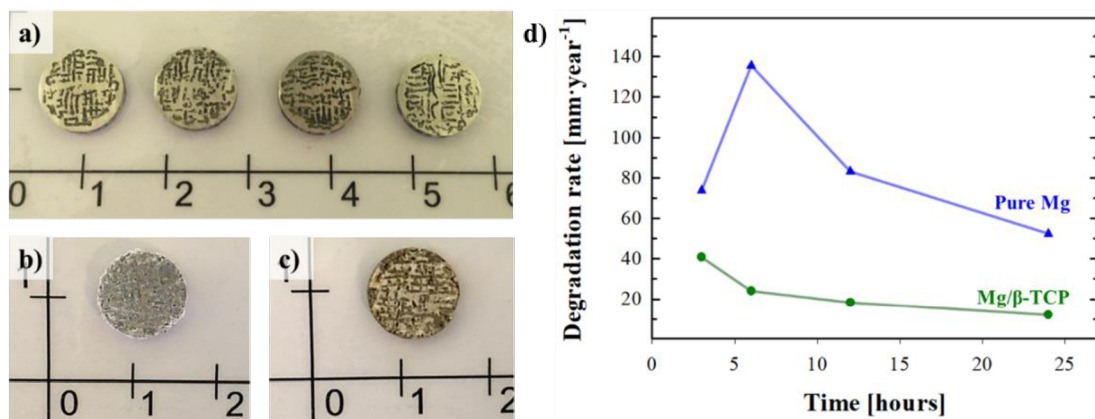 a)
0 1 2 3 4 5 6
b)
0 1 2
c)
0 1 2
d)
Degradation rate [mm·year⁻¹]
140
120
100
80
60
40
20
Pure Mg
Mg/β-TCP
0 5 10 15 20 25
Time [hours]